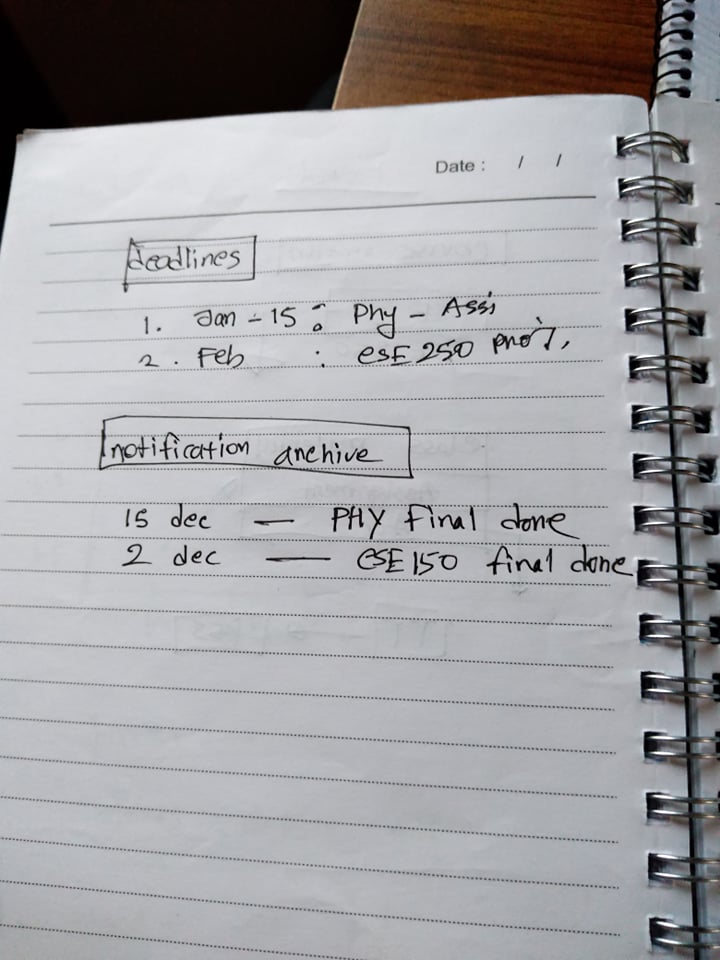 Date : / /
deadlines
1. Jan - 15 : Phy - Assi
2. Feb : CSE 250 proj,
notification archive
15 dec — PHY Final done
2 dec — CSE 150 final done